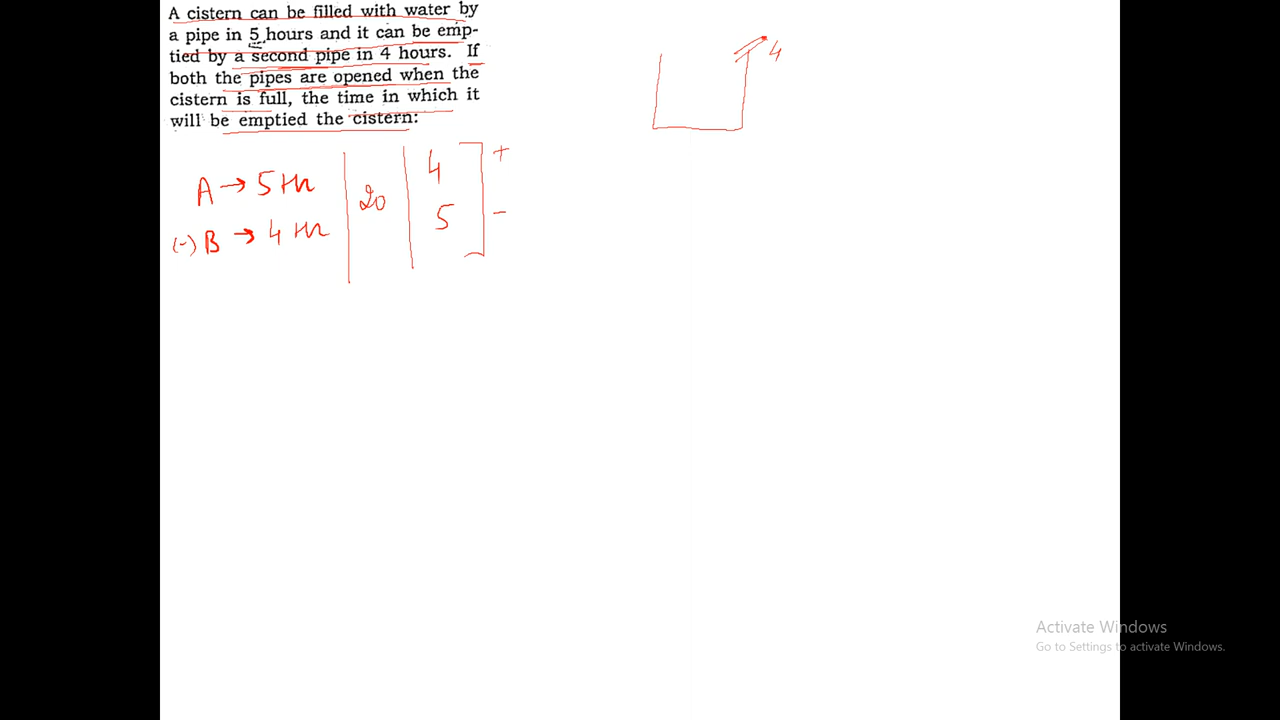 A cistern can be filled with water by
a pipe in 5 hours and it can be emp-
tied by a second pipe in 4 hours. If
both the pipes are opened when the
cistern is full, the time in which it
will be emptied the cistern:
4
A → 5 Hr | 20 | 4 ] +
(-) B → 4 Hr | 5 ] -
Activate Windows
Go to Settings to activate Windows.